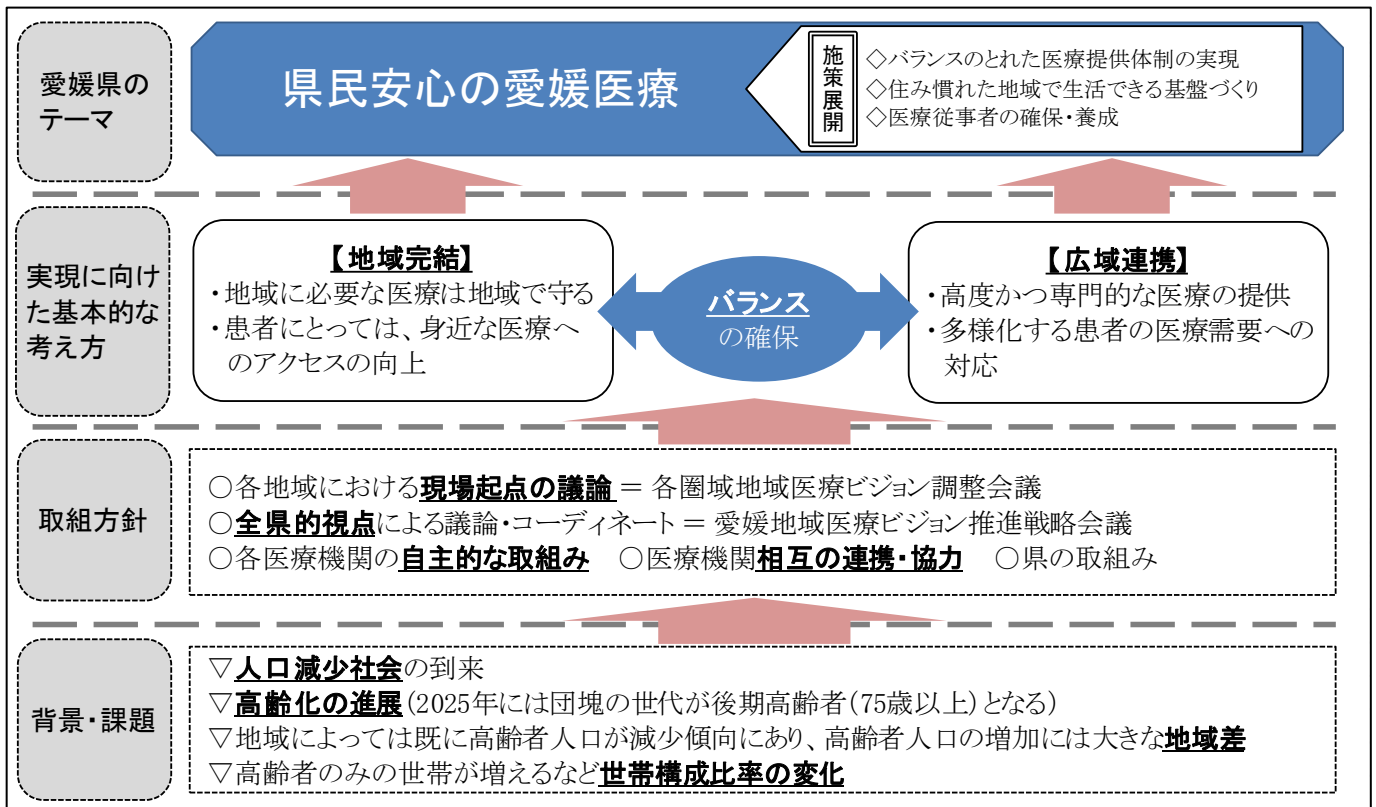 愛媛県の
テーマ
県民安心の愛媛医療
施策展開
◇バランスのとれた医療提供体制の実現
◇住み慣れた地域で生活できる基盤づくり
◇医療従事者の確保・養成
実現に向け
た基本的な
考え方
【地域完結】
・地域に必要な医療は地域で守る
・患者にとっては、身近な医療へ
のアクセスの向上
バランス
の確保
【広域連携】
・高度かつ専門的な医療の提供
・多様化する患者の医療需要への
対応
取組方針
○各地域における現場起点の議論 = 各圏域地域医療ビジョン調整会議
○全県的視点による議論・コーディネート = 愛媛地域医療ビジョン推進戦略会議
○各医療機関の自主的な取組み ○医療機関相互の連携・協力 ○県の取組み
背景・課題
▽人口減少社会の到来
▽高齢化の進展(2025年には団塊の世代が後期高齢者(75歳以上)となる)
▽地域によっては既に高齢者人口が減少傾向にあり、高齢者人口の増加には大きな地域差
▽高齢者のみの世帯が増えるなど世帯構成比率の変化